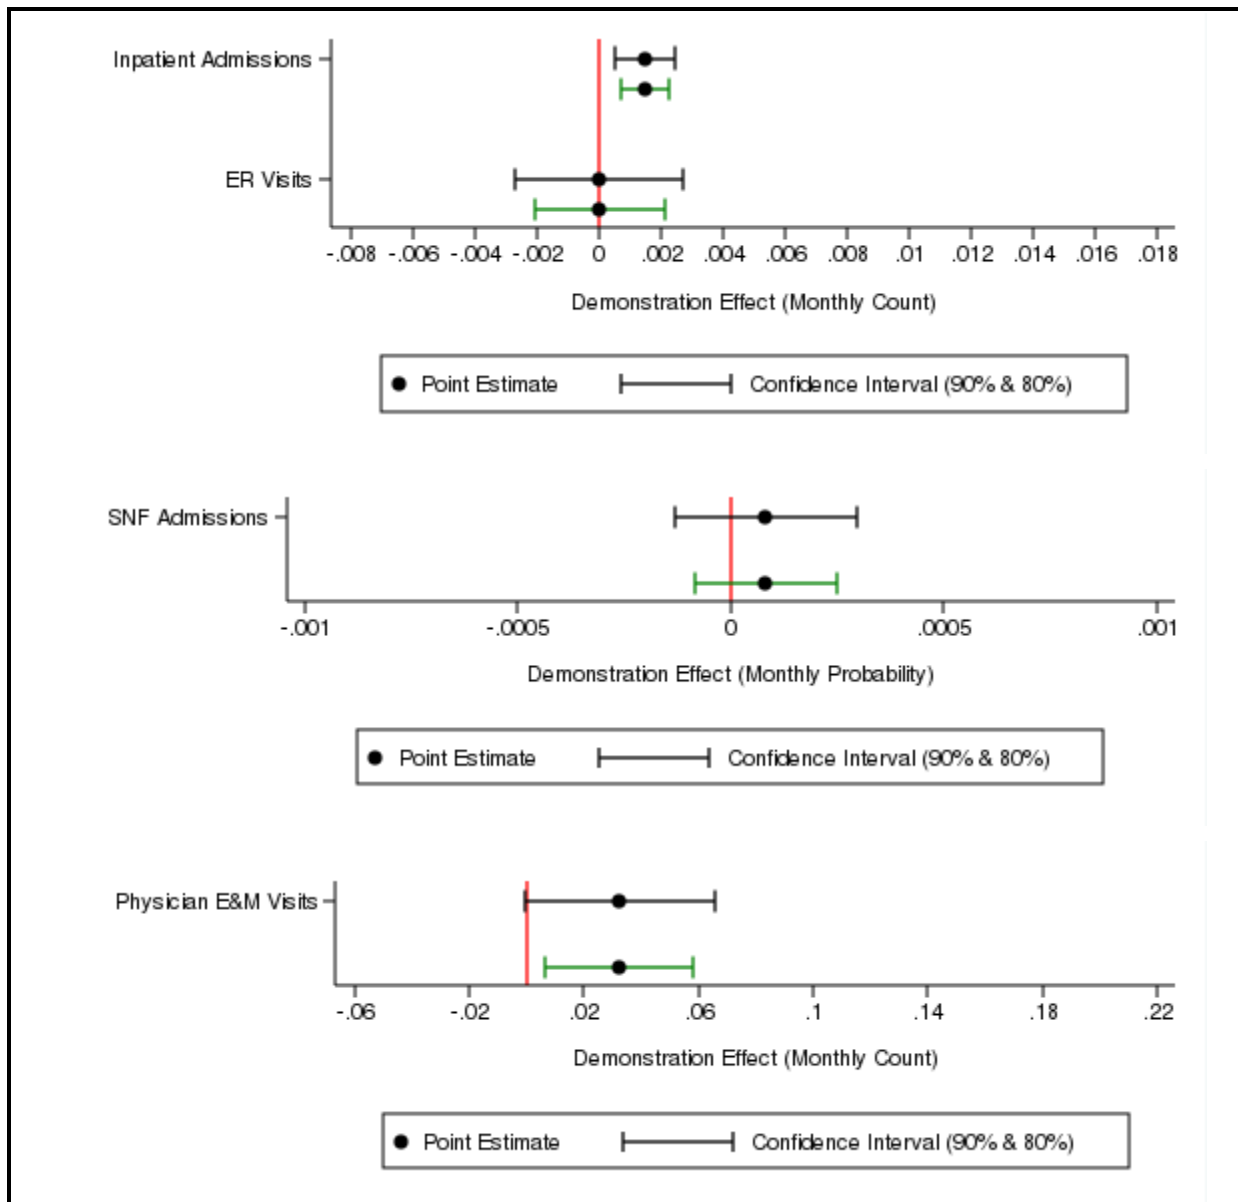 Inpatient Admissions
ER Visits
-.008 -.006 -.004 -.002 0 .002 .004 .006 .008 .01 .012 .014 .016 .018
Demonstration Effect (Monthly Count)
Point Estimate Confidence Interval (90% & 80%)
SNF Admissions
-.001 -.0005 0 .0005 .001
Demonstration Effect (Monthly Probability)
Point Estimate Confidence Interval (90% & 80%)
Physician E&M Visits
-.06 -.02 .02 .06 .1 .14 .18 .22
Demonstration Effect (Monthly Count)
Point Estimate Confidence Interval (90% & 80%)